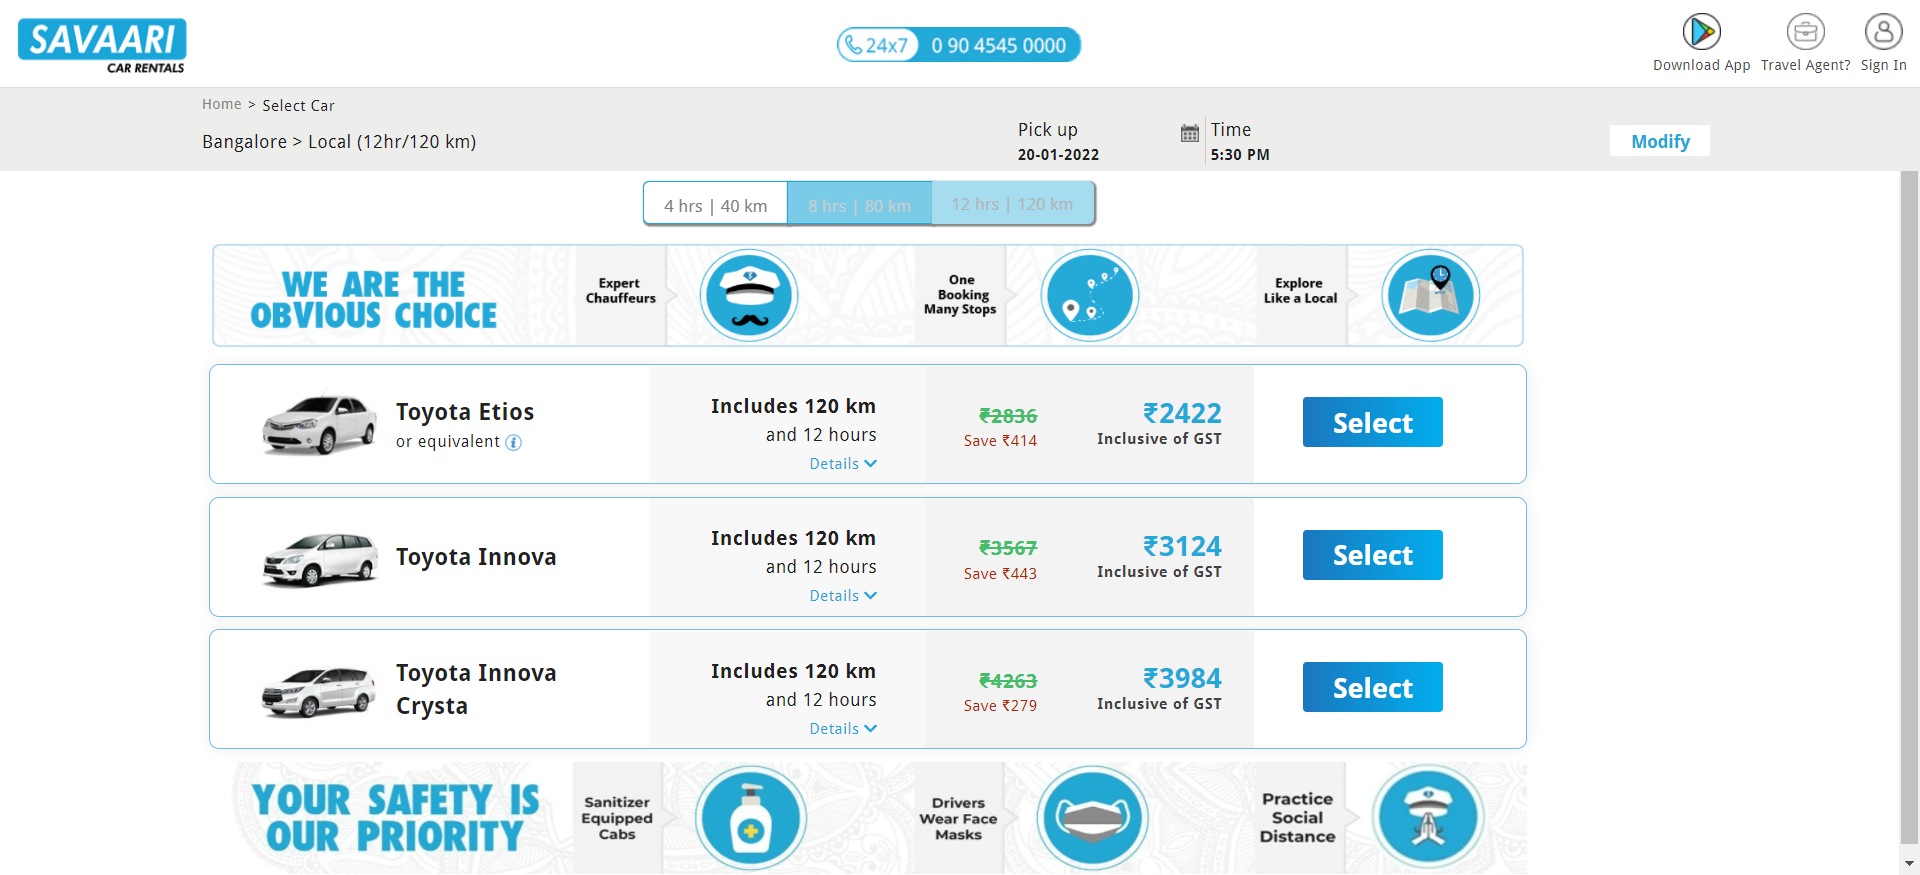 SAVAARI
CAR RENTALS
24x7 0 90 4545 0000
Download App Travel Agent? Sign In
Home > Select Car
Bangalore > Local (12hr/120 km)
Pick up
20-01-2022
Time
5:30 PM
Modify
4 hrs | 40 km 8 hrs | 80 km 12 hrs | 120 km
WE ARE THE
OBVIOUS CHOICE
Expert
Chauffeurs
One
Booking
Many Stops
Explore
Like a Local
Toyota Etios
or equivalent i
Includes 120 km
and 12 hours
Details
₹2836
Save ₹414
₹2422
Inclusive of GST
Select
Toyota Innova
Includes 120 km
and 12 hours
Details
₹3567
Save ₹443
₹3124
Inclusive of GST
Select
Toyota Innova
Crysta
Includes 120 km
and 12 hours
Details
₹4263
Save ₹279
₹3984
Inclusive of GST
Select
YOUR SAFETY IS
OUR PRIORITY
Sanitizer
Equipped
Cabs
Drivers
Wear Face
Masks
Practice
Social
Distance